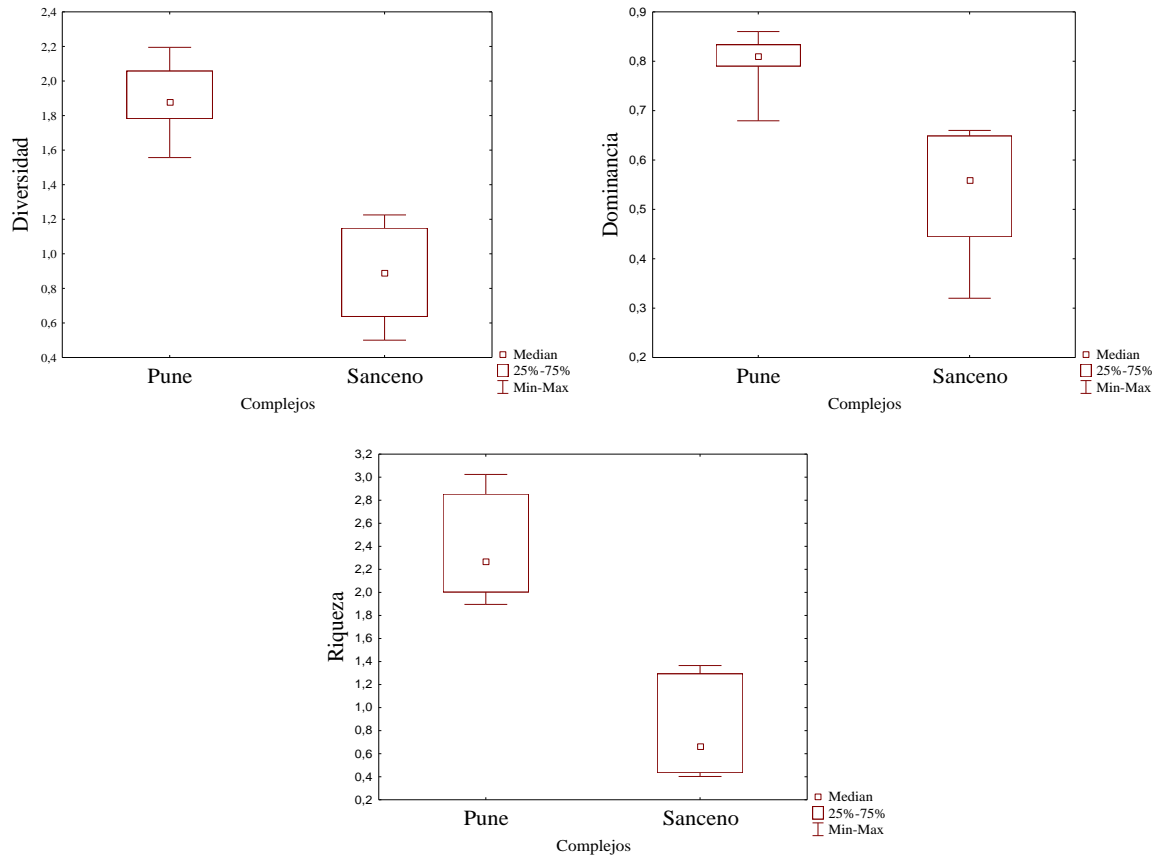 2,4
2,2
2,0
1,8
1,6
1,4
1,2
1,0
0,8
0,6
0,4
Diversidad
Pune
Sanceno
Complejos
Median
25%-75%
Min-Max
0,9
0,8
0,7
0,6
0,5
0,4
0,3
0,2
Dominancia
Pune
Sanceno
Complejos
Median
25%-75%
Min-Max
3,2
3,0
2,8
2,6
2,4
2,2
2,0
1,8
1,6
1,4
1,2
1,0
0,8
0,6
0,4
0,2
Riqueza
Pune
Sanceno
Complejos
Median
25%-75%
Min-Max